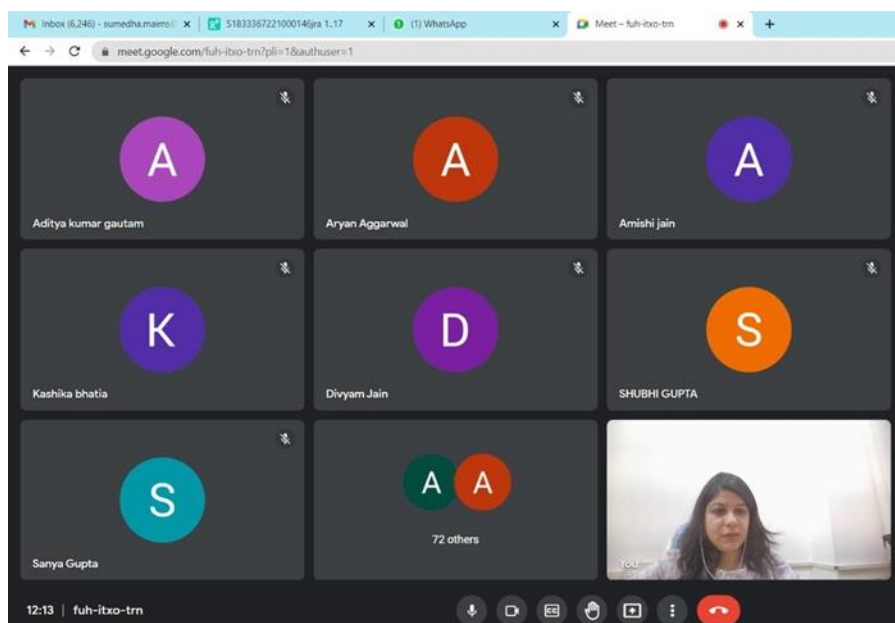 Inbox (6,246) - sumedha.maims
S1833367221000146jra 1..17
(1) WhatsApp
Meet – fuh-itxo-trn
meet.google.com/fuh-itxo-trn?pli=1&authuser=1
A
A
A
Aditya kumar gautam
Aryan Aggarwal
Amishi jain
K
D
S
Kashika bhatia
Divyam Jain
SHUBHI GUPTA
S
A
A
72 others
Sanya Gupta
You
12:13 | fuh-itxo-trn
CC